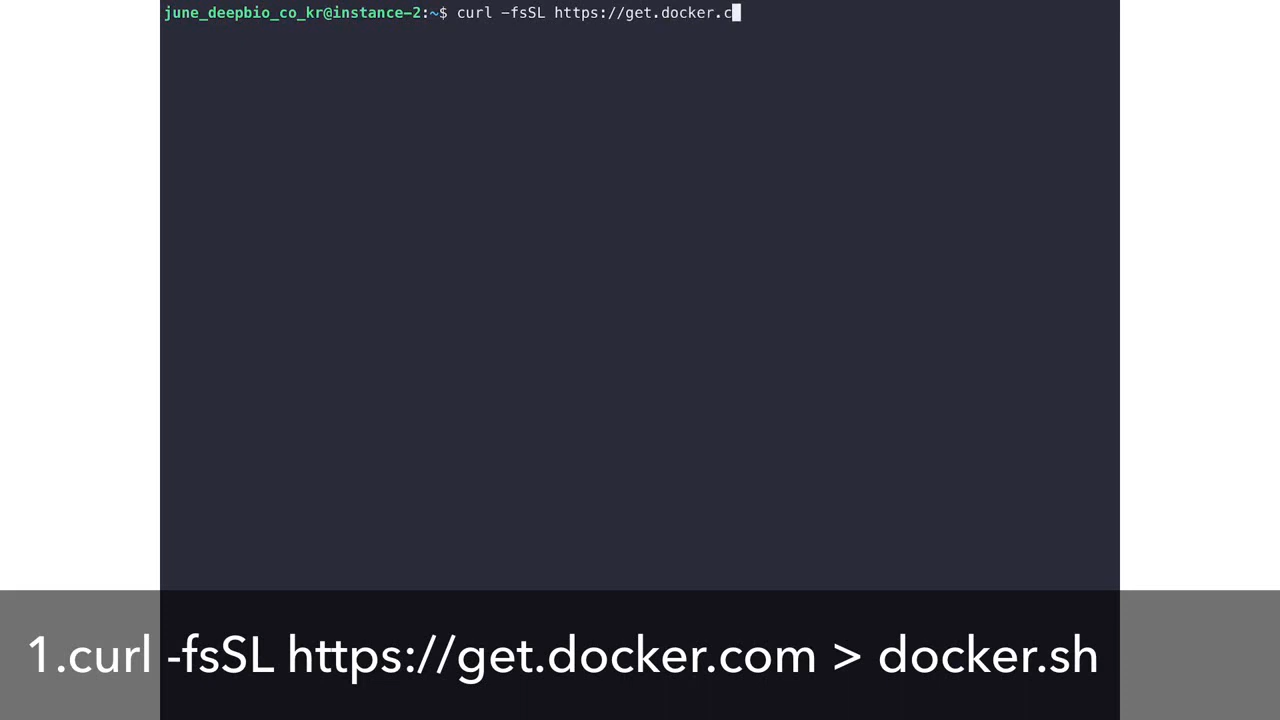 june_deepbio_co_kr@instance-2:~$ curl -fsSL https://get.docker.c
1.curl -fsSL https://get.docker.com > docker.sh